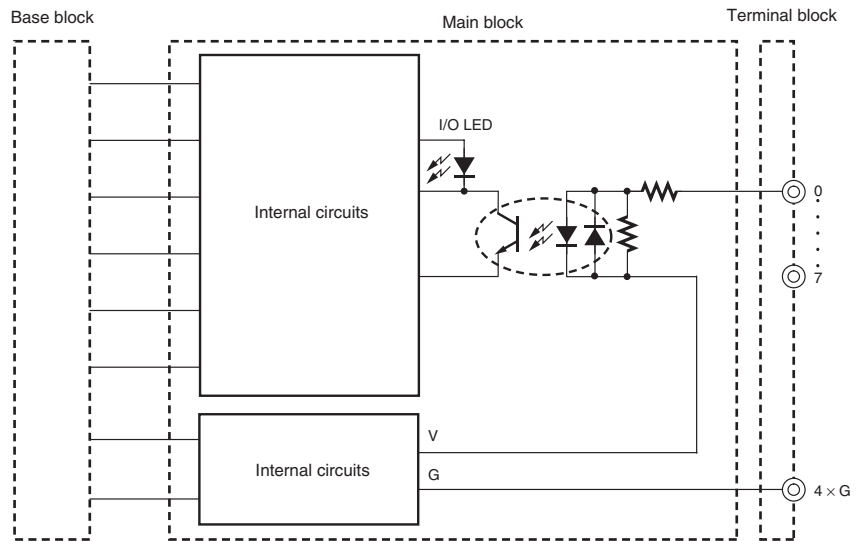 Base block
Main block
Terminal block
I/O LED
Internal circuits
0
7
Internal circuits
V
G
4 × G